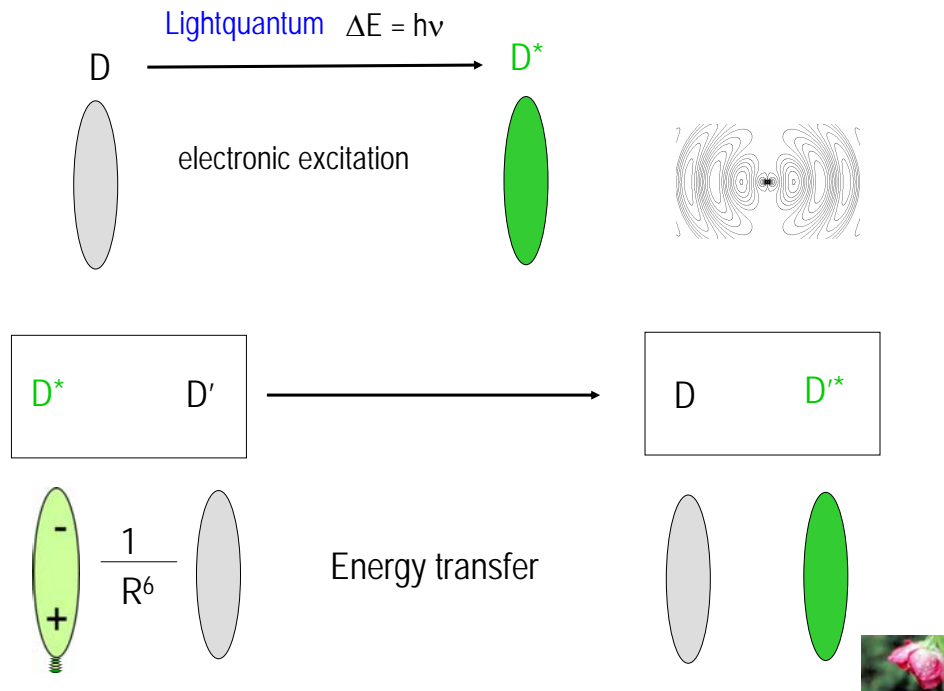 Lightquantum ΔE = hν
D D*
electronic excitation
D* D′ D D′*
-
1
R⁶
+
Energy transfer